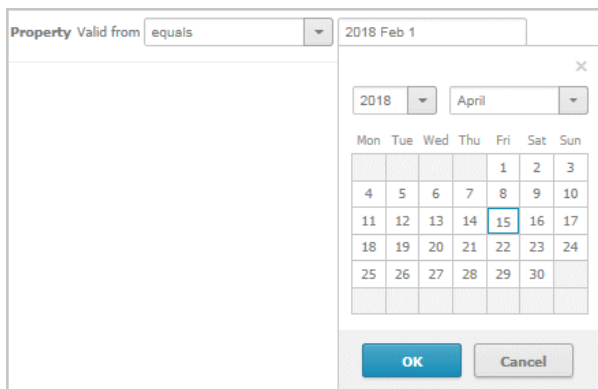 Property Valid from equals 2018 Feb 1
×
2018 April
Mon Tue Wed Thu Fri Sat Sun
1 2 3
4 5 6 7 8 9 10
11 12 13 14 15 16 17
18 19 20 21 22 23 24
25 26 27 28 29 30
OK Cancel